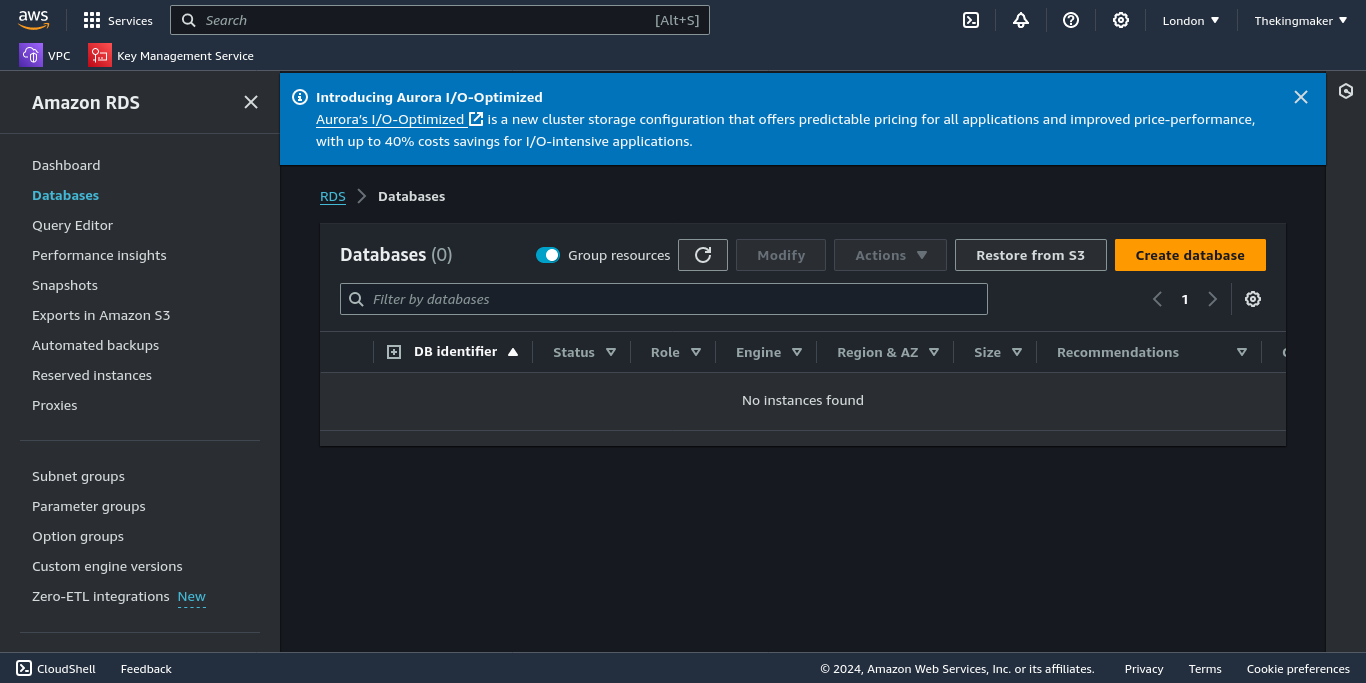 aws
Services
Search
[Alt+S]
London
Thekingmaker
VPC
Key Management Service
Amazon RDS
Dashboard
Databases
Query Editor
Performance insights
Snapshots
Exports in Amazon S3
Automated backups
Reserved instances
Proxies
Subnet groups
Parameter groups
Option groups
Custom engine versions
Zero-ETL integrations New
Introducing Aurora I/O-Optimized
Aurora's I/O-Optimized is a new cluster storage configuration that offers predictable pricing for all applications and improved price-performance,
with up to 40% costs savings for I/O-intensive applications.
RDS
Databases
Databases (0)
Group resources
Modify
Actions
Restore from S3
Create database
Filter by databases
1
DB identifier
Status
Role
Engine
Region & AZ
Size
Recommendations
No instances found
CloudShell
Feedback
© 2024, Amazon Web Services, Inc. or its affiliates.
Privacy
Terms
Cookie preferences